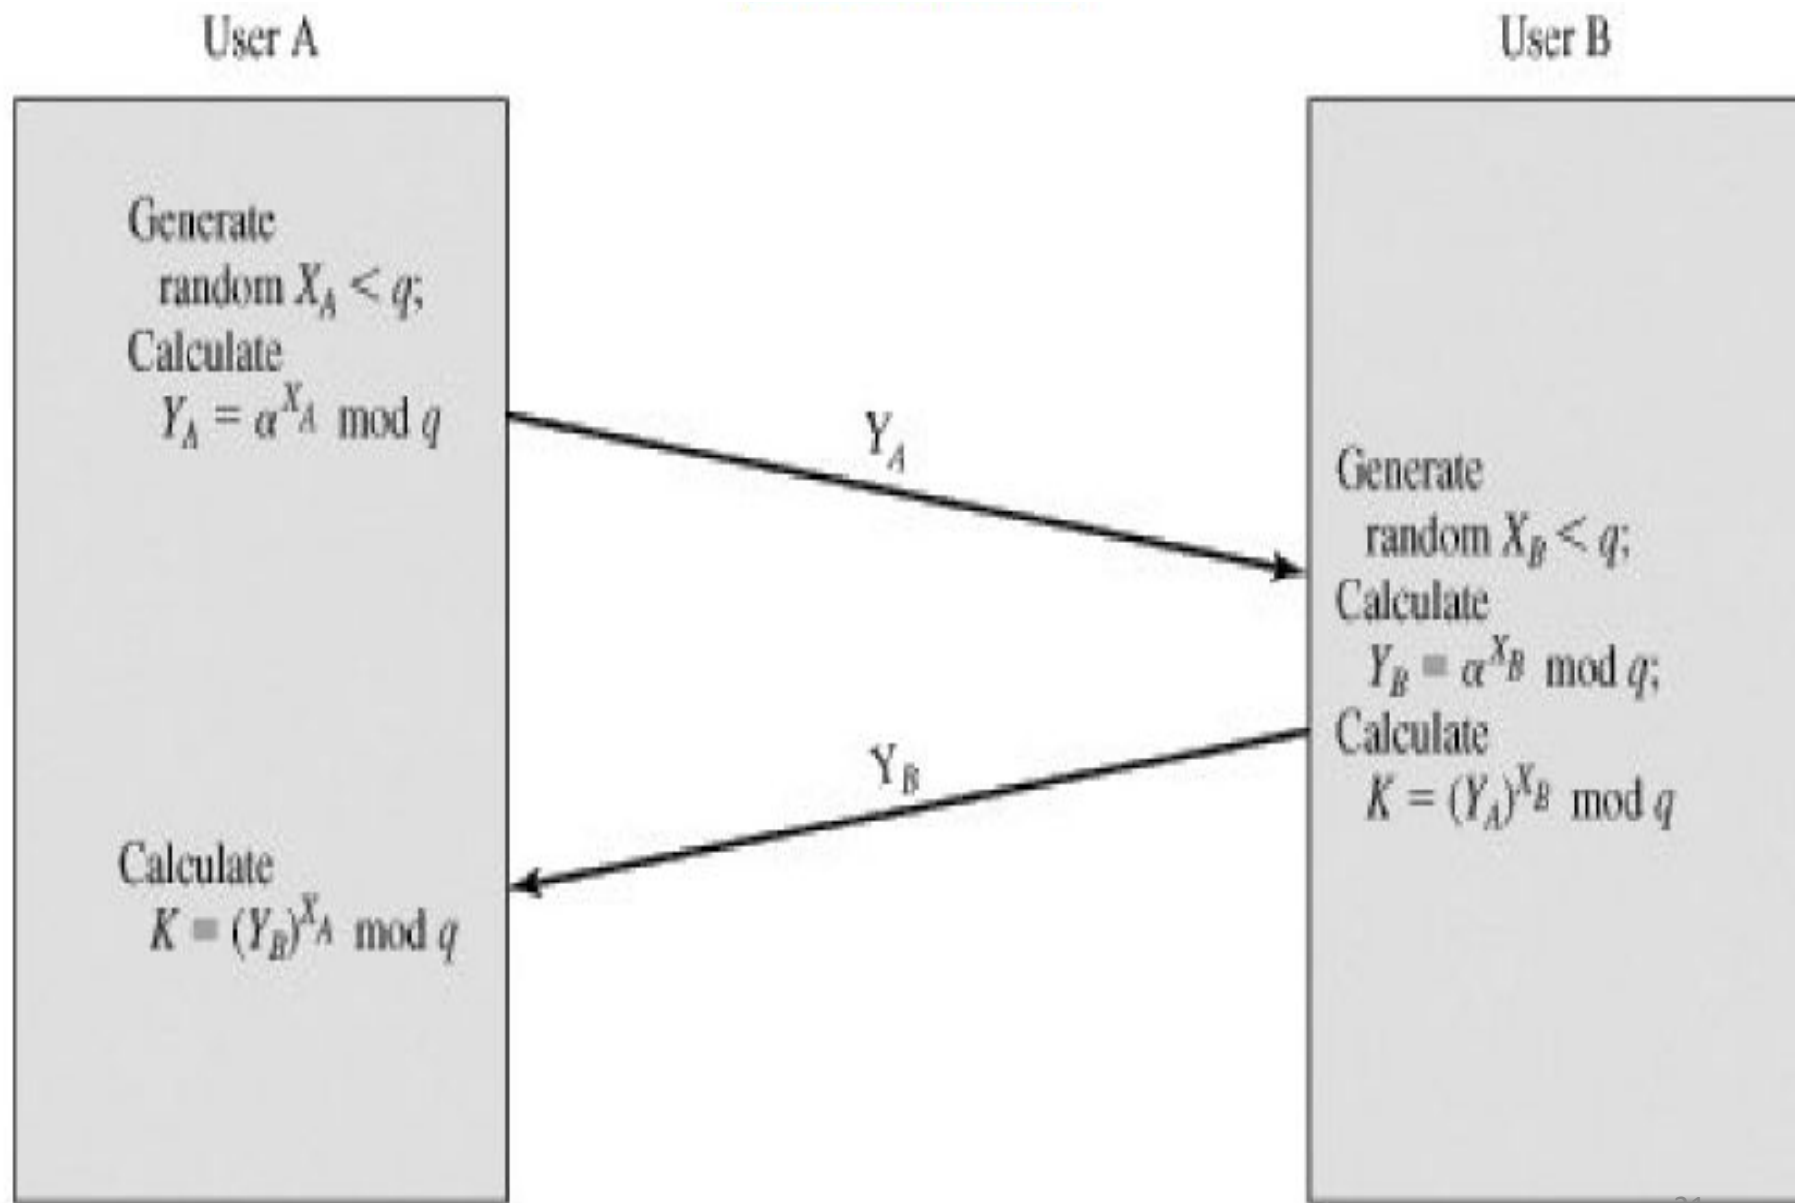 User A
User B
Generate
random X_A < q;
Calculate
Y_A = α^{X_A} mod q
Y_A
Generate
random X_B < q;
Calculate
Y_B = α^{X_B} mod q;
Calculate
K = (Y_A)^{X_B} mod q
Y_B
Calculate
K = (Y_B)^{X_A} mod q